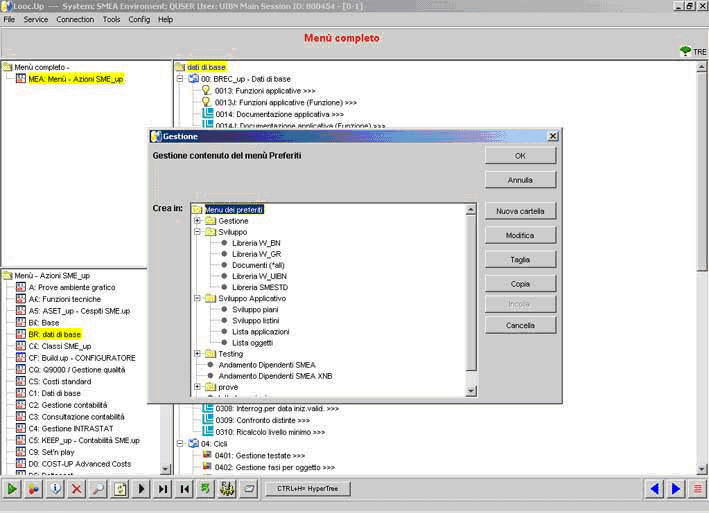 Looc.Up --- System: SMEA Enviroment: QUSER User: UIBN Main Session ID: B00454 - [0-1]
File Service Connection Tools Config Help
Menù completo
TRE
Menù completo -
MEA: Menù - Azioni SME_up
dati di base
00: BREC_up - Dati di base
0013: Funzioni applicative >>>
0013J: Funzioni applicative (Funzione) >>>
0014: Documentazione applicativa >>>
0014J: Documentazione applicativa (Funzione) >>>
Gestione
Gestione contenuto del menù Preferiti
OK
Annulla
Crea in:
Menu dei preferiti
Gestione
Sviluppo
Libreria W_BN
Libreria W_GR
Documenti (*all)
Libreria W_UIBN
Libreria SMESTD
Sviluppo Applicativo
Sviluppo piani
Sviluppo listini
Lista applicazioni
Lista oggetti
Testing
Andamento Dipendenti SMEA
Andamento Dipendenti SMEA XNB
prove
Nuova cartella
Modifica
Taglia
Copia
Incolla
Cancella
Menù - Azioni SME_up
A: Prove ambiente grafico
A£: Funzioni tecniche
A5: ASET_up - Cespiti SME.up
B£: Base
BR: dati di base
C£: Classi SME_up
CF: Build.up - CONFIGURATORE
CQ: Q9000 / Gestione qualità
CS: Costi standard
C1: Dati di base
C2: Gestione contabilità
C3: Consultazione contabilità
C4: Gestione INTRASTAT
C5: KEEP_up - Contabilità SME.up
C9: Set'n play
D0: COST-UP Advanced Costs
0308: Interrog.per data iniz.valid. >>>
0309: Confronto distinte >>>
0310: Ricalcolo livello minimo >>>
04: Cicli
0401: Gestione testate >>>
0402: Gestione fasi per oggetto >>>
CTRL+H= HyperTree